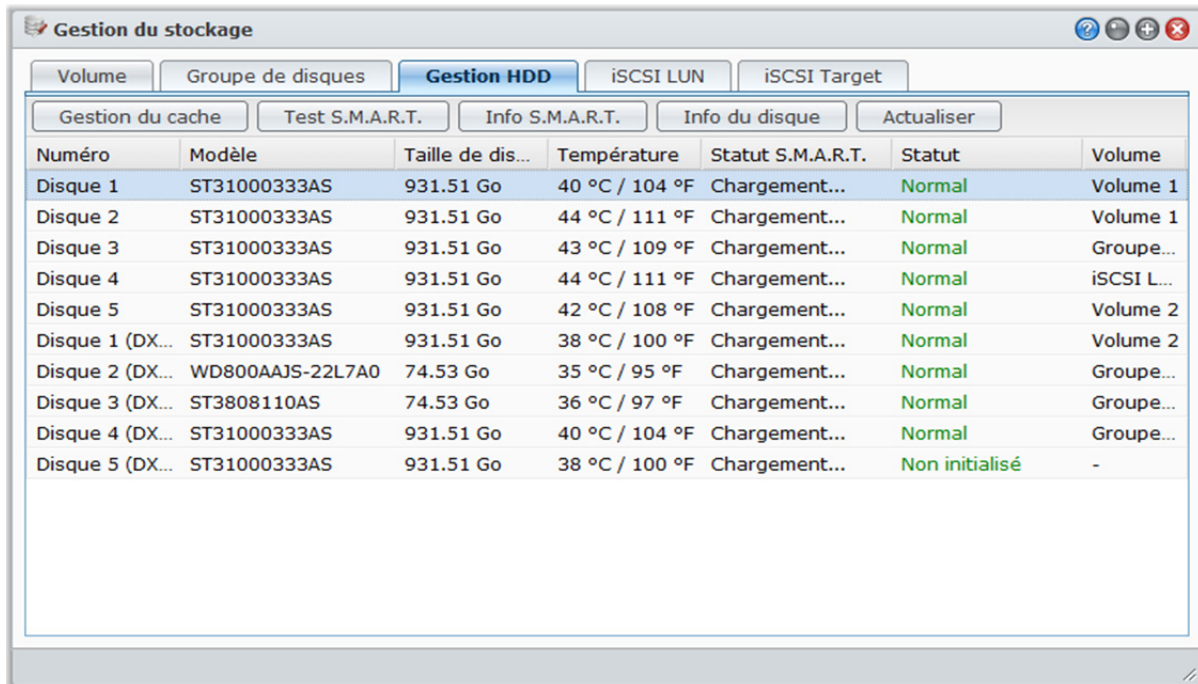 Gestion du stockage
Volume Groupe de disques Gestion HDD iSCSI LUN iSCSI Target
Gestion du cache Test S.M.A.R.T. Info S.M.A.R.T. Info du disque Actualiser
Numéro Modèle Taille de dis... Température Statut S.M.A.R.T. Statut Volume
Disque 1 ST31000333AS 931.51 Go 40 °C / 104 °F Chargement... Normal Volume 1
Disque 2 ST31000333AS 931.51 Go 44 °C / 111 °F Chargement... Normal Volume 1
Disque 3 ST31000333AS 931.51 Go 43 °C / 109 °F Chargement... Normal Groupe...
Disque 4 ST31000333AS 931.51 Go 44 °C / 111 °F Chargement... Normal iSCSI L...
Disque 5 ST31000333AS 931.51 Go 42 °C / 108 °F Chargement... Normal Volume 2
Disque 1 (DX... ST31000333AS 931.51 Go 38 °C / 100 °F Chargement... Normal Volume 2
Disque 2 (DX... WD800AAJS-22L7A0 74.53 Go 35 °C / 95 °F Chargement... Normal Groupe...
Disque 3 (DX... ST3808110AS 74.53 Go 36 °C / 97 °F Chargement... Normal Groupe...
Disque 4 (DX... ST31000333AS 931.51 Go 40 °C / 104 °F Chargement... Normal Groupe...
Disque 5 (DX... ST31000333AS 931.51 Go 38 °C / 100 °F Chargement... Non initialisé -